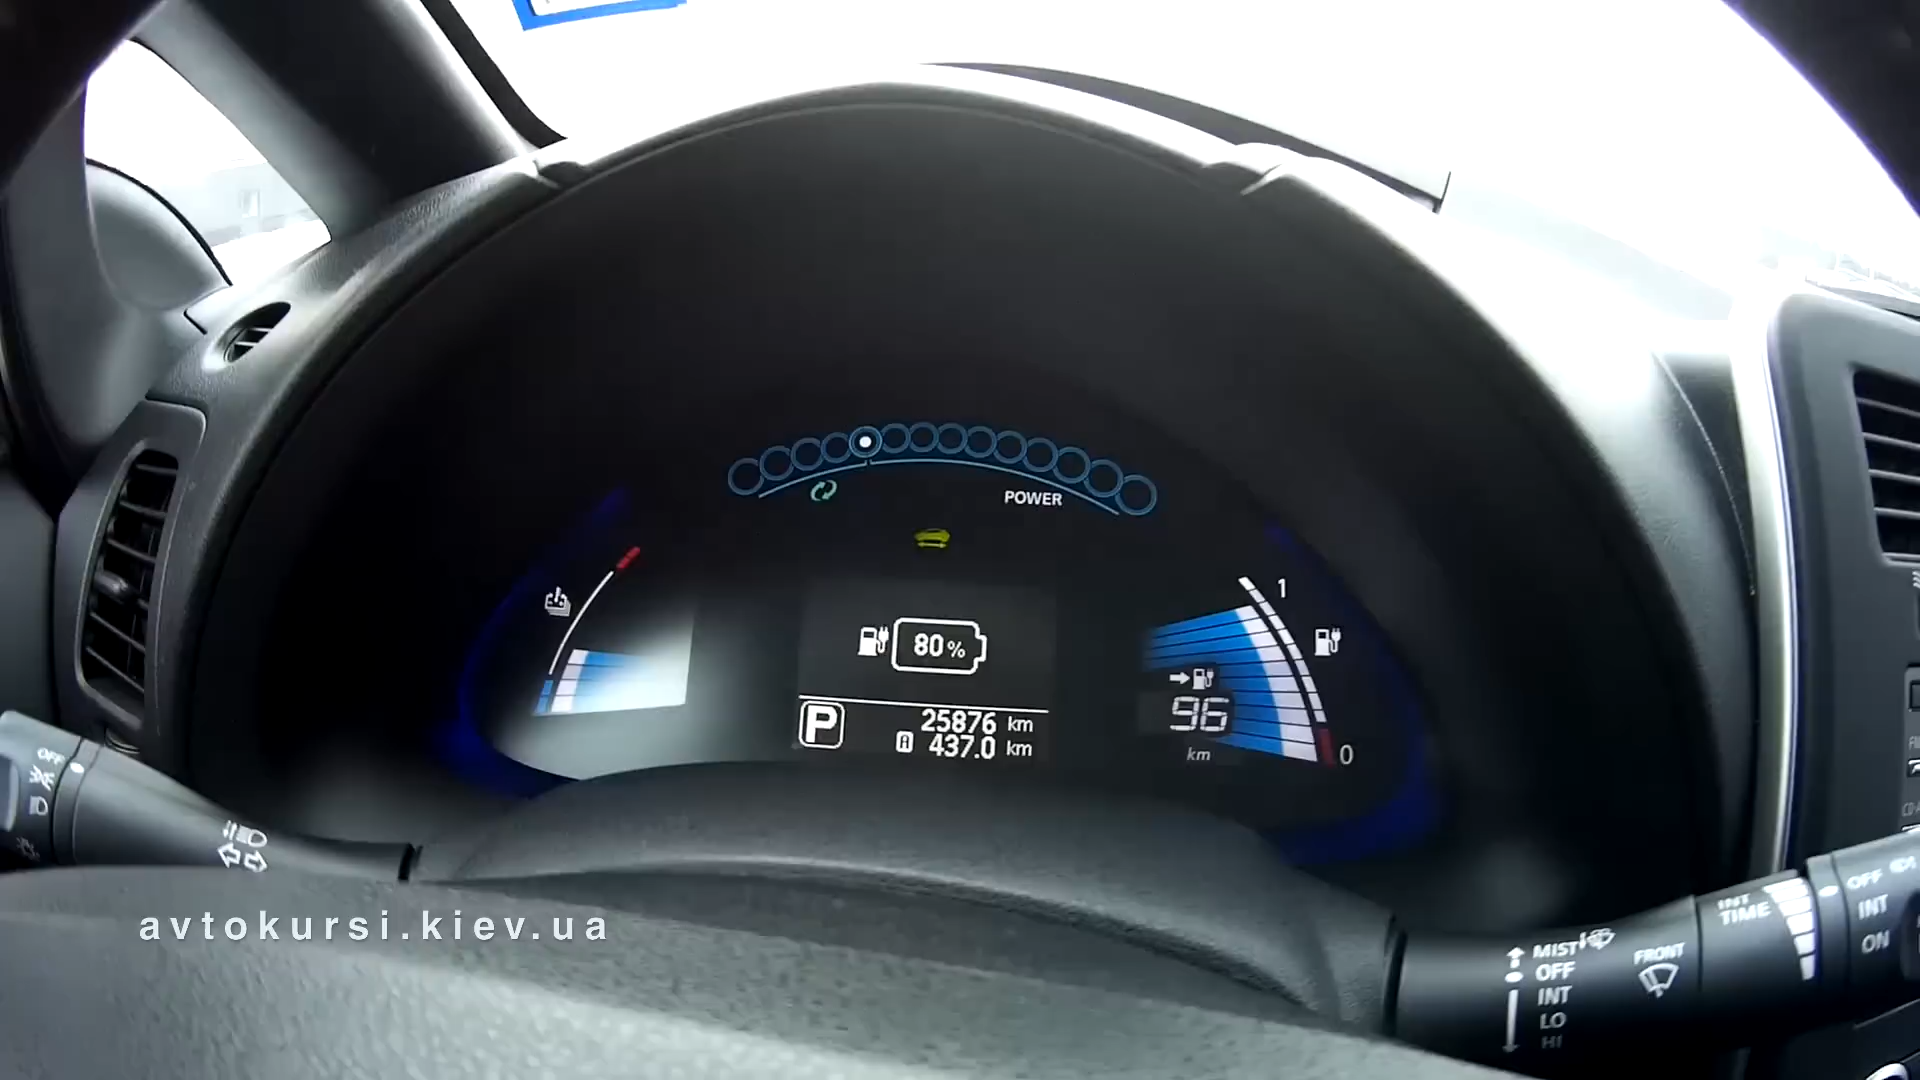 POWER
1
80%
P
25876 km
A 437.0 km
96
km
0
OFF
avtokursi.kiev.ua
MIST
OFF
INT
LO
HI
FRONT
INT
TIME
OFF
INT
ON